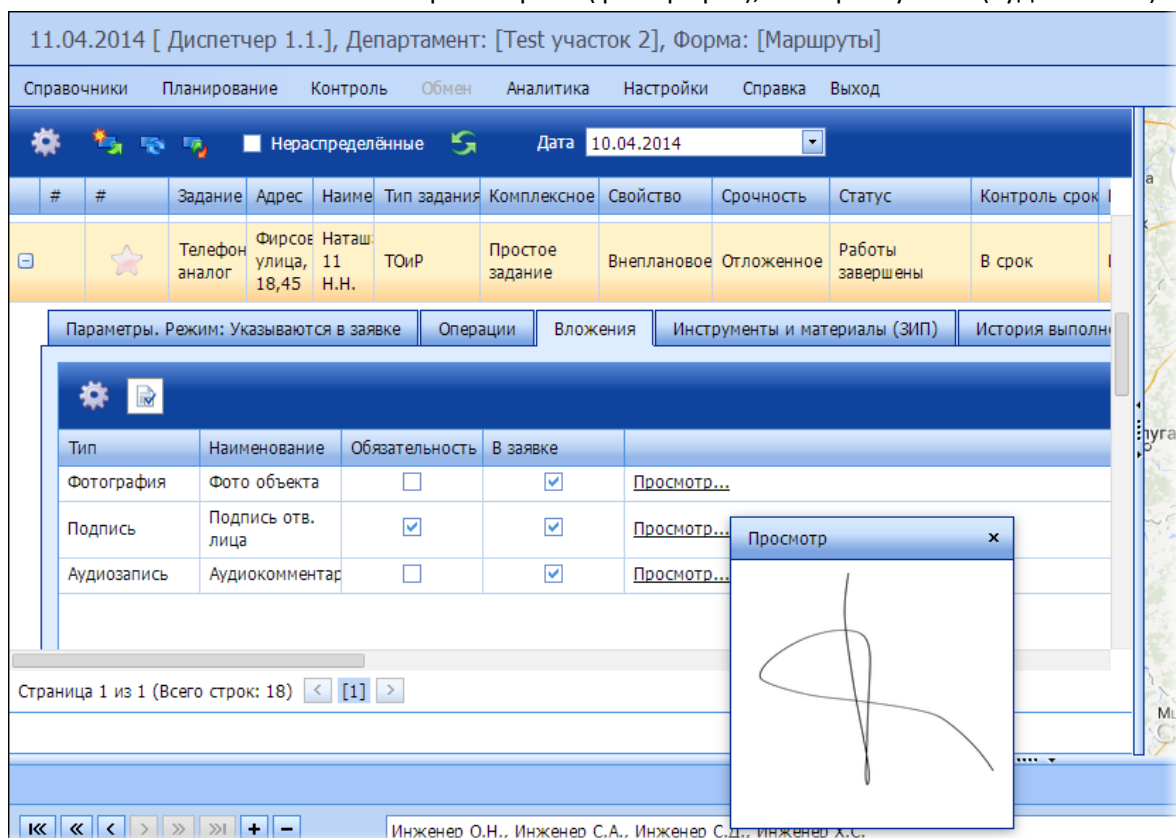 11.04.2014 [ Диспетчер 1.1.], Департамент: [Test участок 2], Форма: [Маршруты]
Справочники Планирование Контроль Обмен Аналитика Настройки Справка Выход
Нераспределённые Дата 10.04.2014
# # Задание Адрес Наиме Тип задания Комплексное Свойство Срочность Статус Контроль срок
Телефон аналог Фирсов улица, 18,45 Наташ 11 Н.Н. ТОиР Простое задание Внеплановое Отложенное Работы завершены В срок
Параметры. Режим: Указываются в заявке Операции Вложения Инструменты и материалы (ЗИП) История выполн
Тип Наименование Обязательность В заявке
Фотография Фото объекта Просмотр...
Подпись Подпись отв. лица Просмотр...
Аудиозапись Аудиокомментар Просмотр...
Просмотр x
Страница 1 из 1 (Всего строк: 18) < [1] >
Инженер О.Н., Инженер С.А., Инженер С.Д., Инженер Х.С.